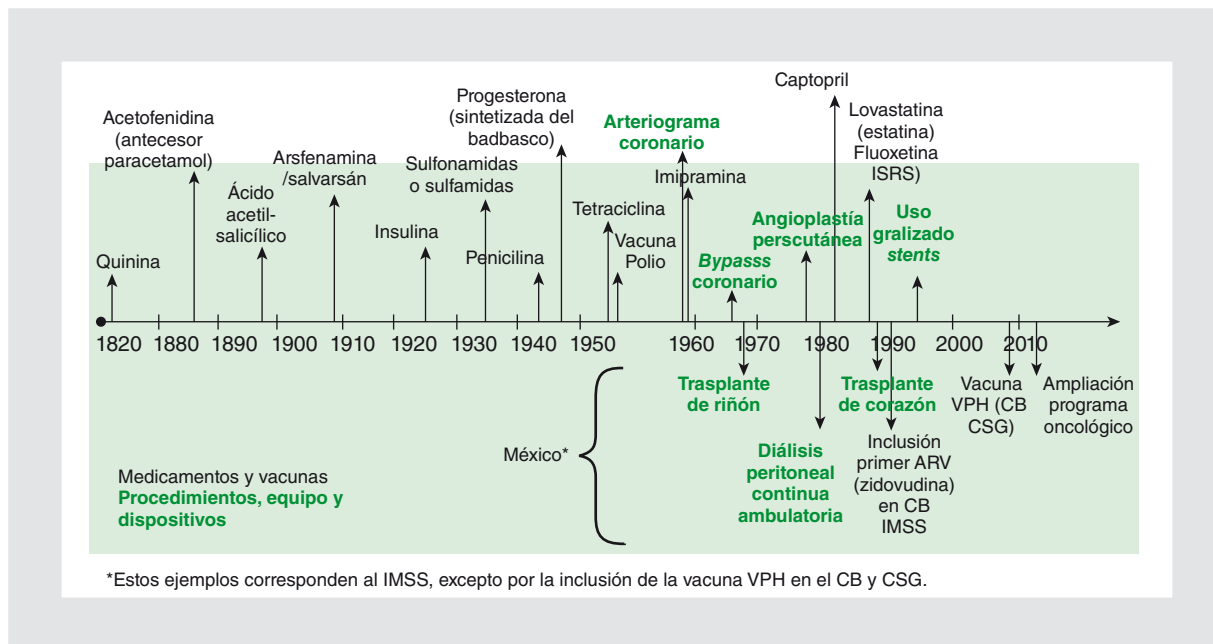 Captopril
Acetofenidina
(antecesor
paracetamol)
Progesterona
(sintetizada del
badbasco)
Arteriograma
coronario
Lovastatina
(estatina)
Fluoxetina
ISRS)
Arsfenamina
/salvarsán
Sulfonamidas
o sulfamidas
Imipramina
Ácido
acetil-
salicílico
Tetraciclina
Angioplastía
perscutánea
Uso
gralizado
stents
Quinina
Insulina
Penicilina
Vacuna
Polio
Bypasss
coronario
1820 1880 1890 1900 1910 1920 1930 1940 1950 1960 1970 1980 1990 2000 2010
Trasplante
de riñón
Trasplante
de corazón
Vacuna
VPH (CB
CSG)
Ampliación
programa
oncológico
México*
Diálisis
peritoneal
continua
ambulatoria
Inclusión
primer ARV
(zidovudina)
en CB
IMSS
Medicamentos y vacunas
Procedimientos, equipo y
dispositivos
*Estos ejemplos corresponden al IMSS, excepto por la inclusión de la vacuna VPH en el CB y CSG.